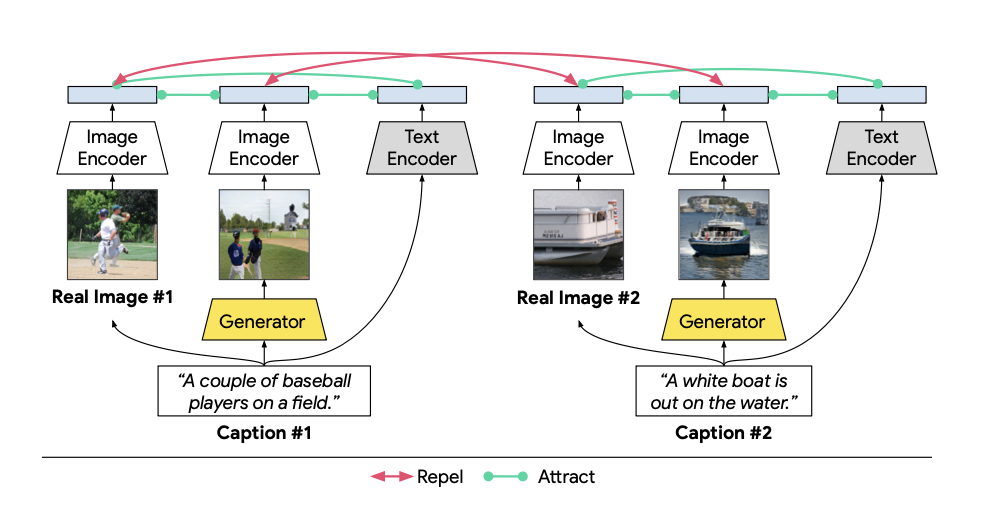 Image
Encoder
Image
Encoder
Text
Encoder
Image
Encoder
Image
Encoder
Text
Encoder
Real Image #1
Real Image #2
Generator
Generator
“A couple of baseball
players on a field.”
“A white boat is
out on the water.”
Caption #1
Caption #2
Repel
Attract